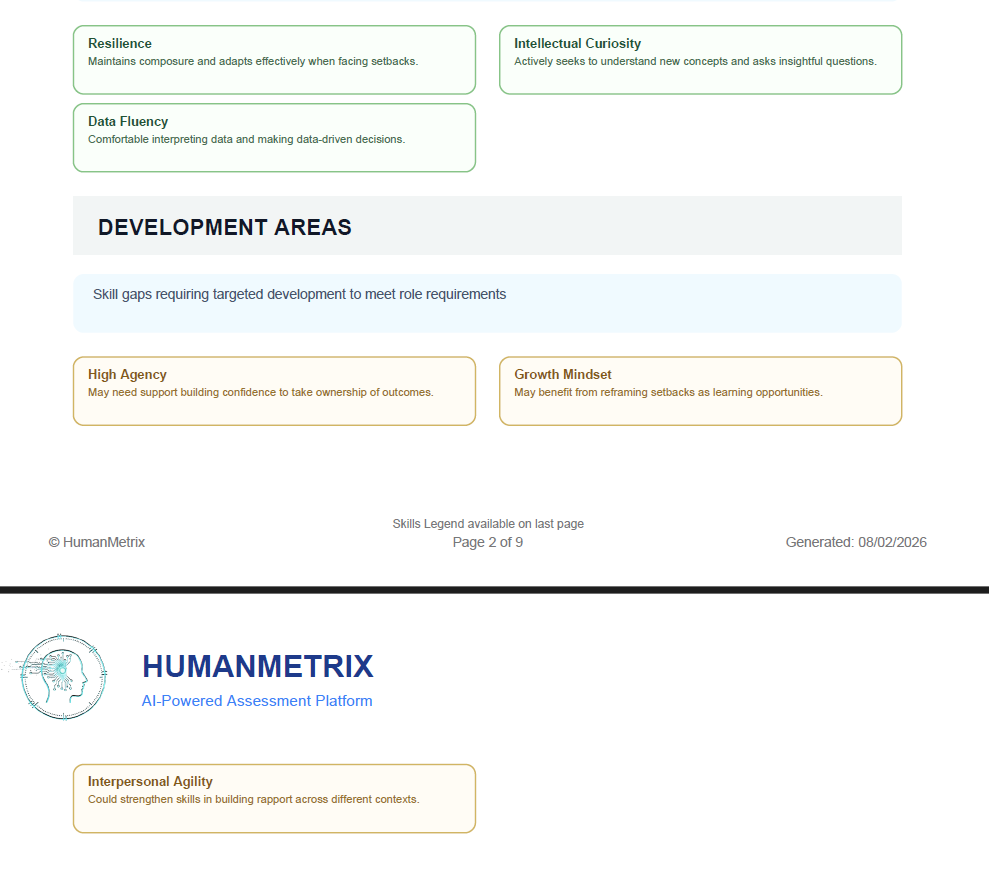 Resilience
Maintains composure and adapts effectively when facing setbacks.
Intellectual Curiosity
Actively seeks to understand new concepts and asks insightful questions.
Data Fluency
Comfortable interpreting data and making data-driven decisions.
DEVELOPMENT AREAS
Skill gaps requiring targeted development to meet role requirements
High Agency
May need support building confidence to take ownership of outcomes.
Growth Mindset
May benefit from reframing setbacks as learning opportunities.
Skills Legend available on last page
© HumanMetrix
Page 2 of 9
Generated: 08/02/2026
HUMANMETRIX
AI-Powered Assessment Platform
Interpersonal Agility
Could strengthen skills in building rapport across different contexts.